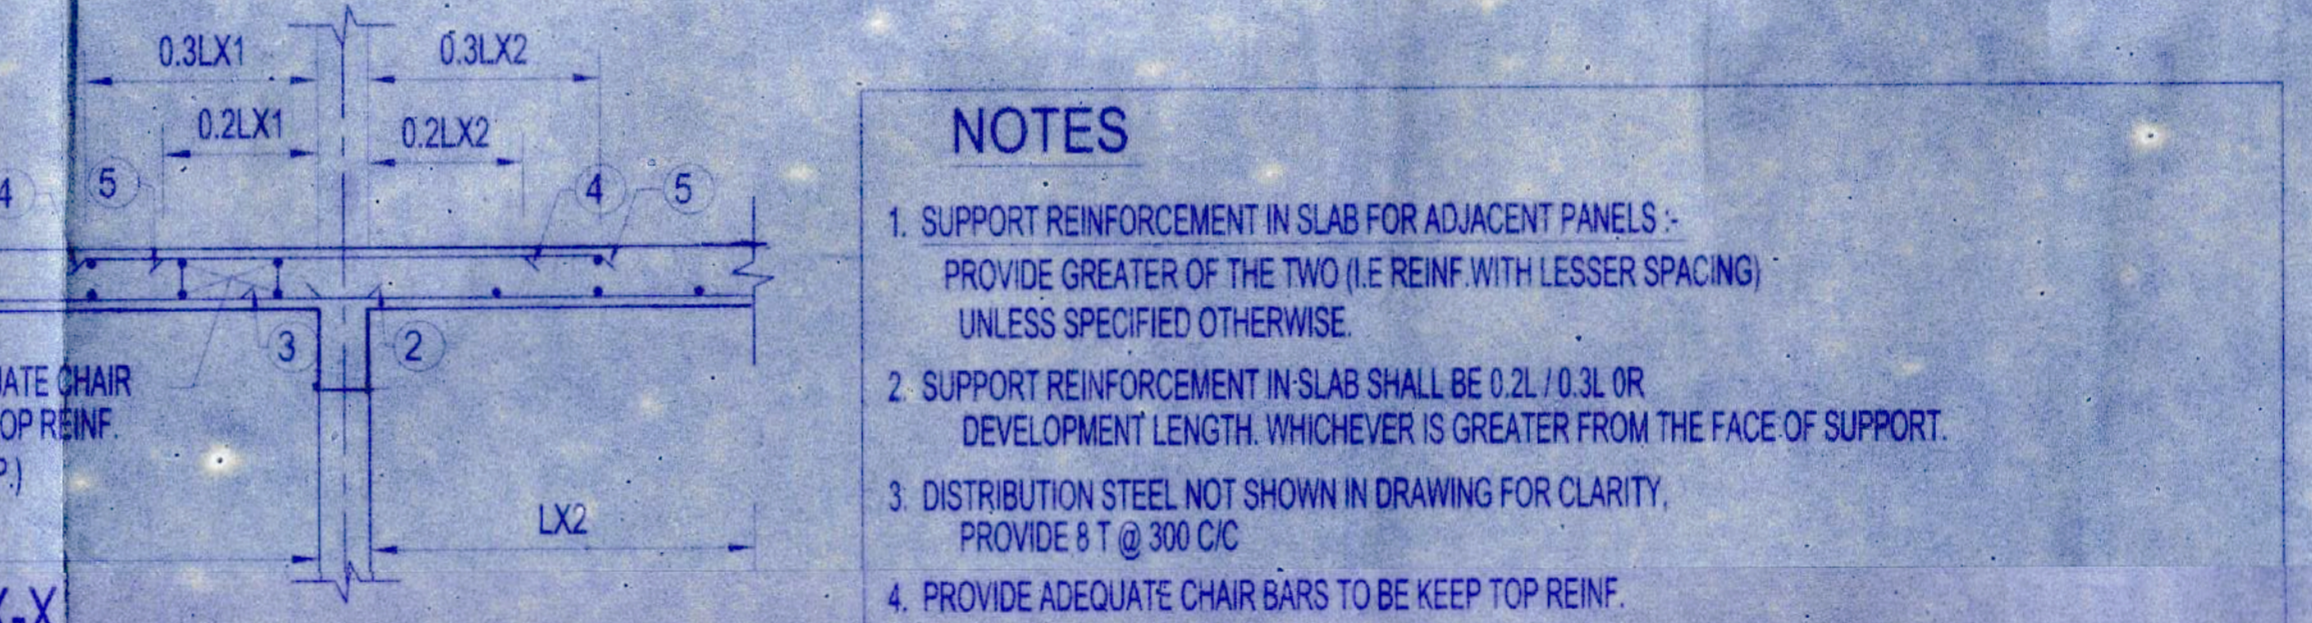 0.3LX1 0.3LX2
0.2LX1 0.2LX2
4 5 4 5
3 2
CHAIR
OP REINF.
P.)
LX2
X-X
NOTES
1. SUPPORT REINFORCEMENT IN SLAB FOR ADJACENT PANELS :-
PROVIDE GREATER OF THE TWO (I.E REINF.WITH LESSER SPACING)
UNLESS SPECIFIED OTHERWISE.
2. SUPPORT REINFORCEMENT IN SLAB SHALL BE 0.2L / 0.3L OR
DEVELOPMENT LENGTH. WHICHEVER IS GREATER FROM THE FACE OF SUPPORT.
3. DISTRIBUTION STEEL NOT SHOWN IN DRAWING FOR CLARITY,
PROVIDE 8 T @ 300 C/C
4. PROVIDE ADEQUATE CHAIR BARS TO BE KEEP TOP REINF.